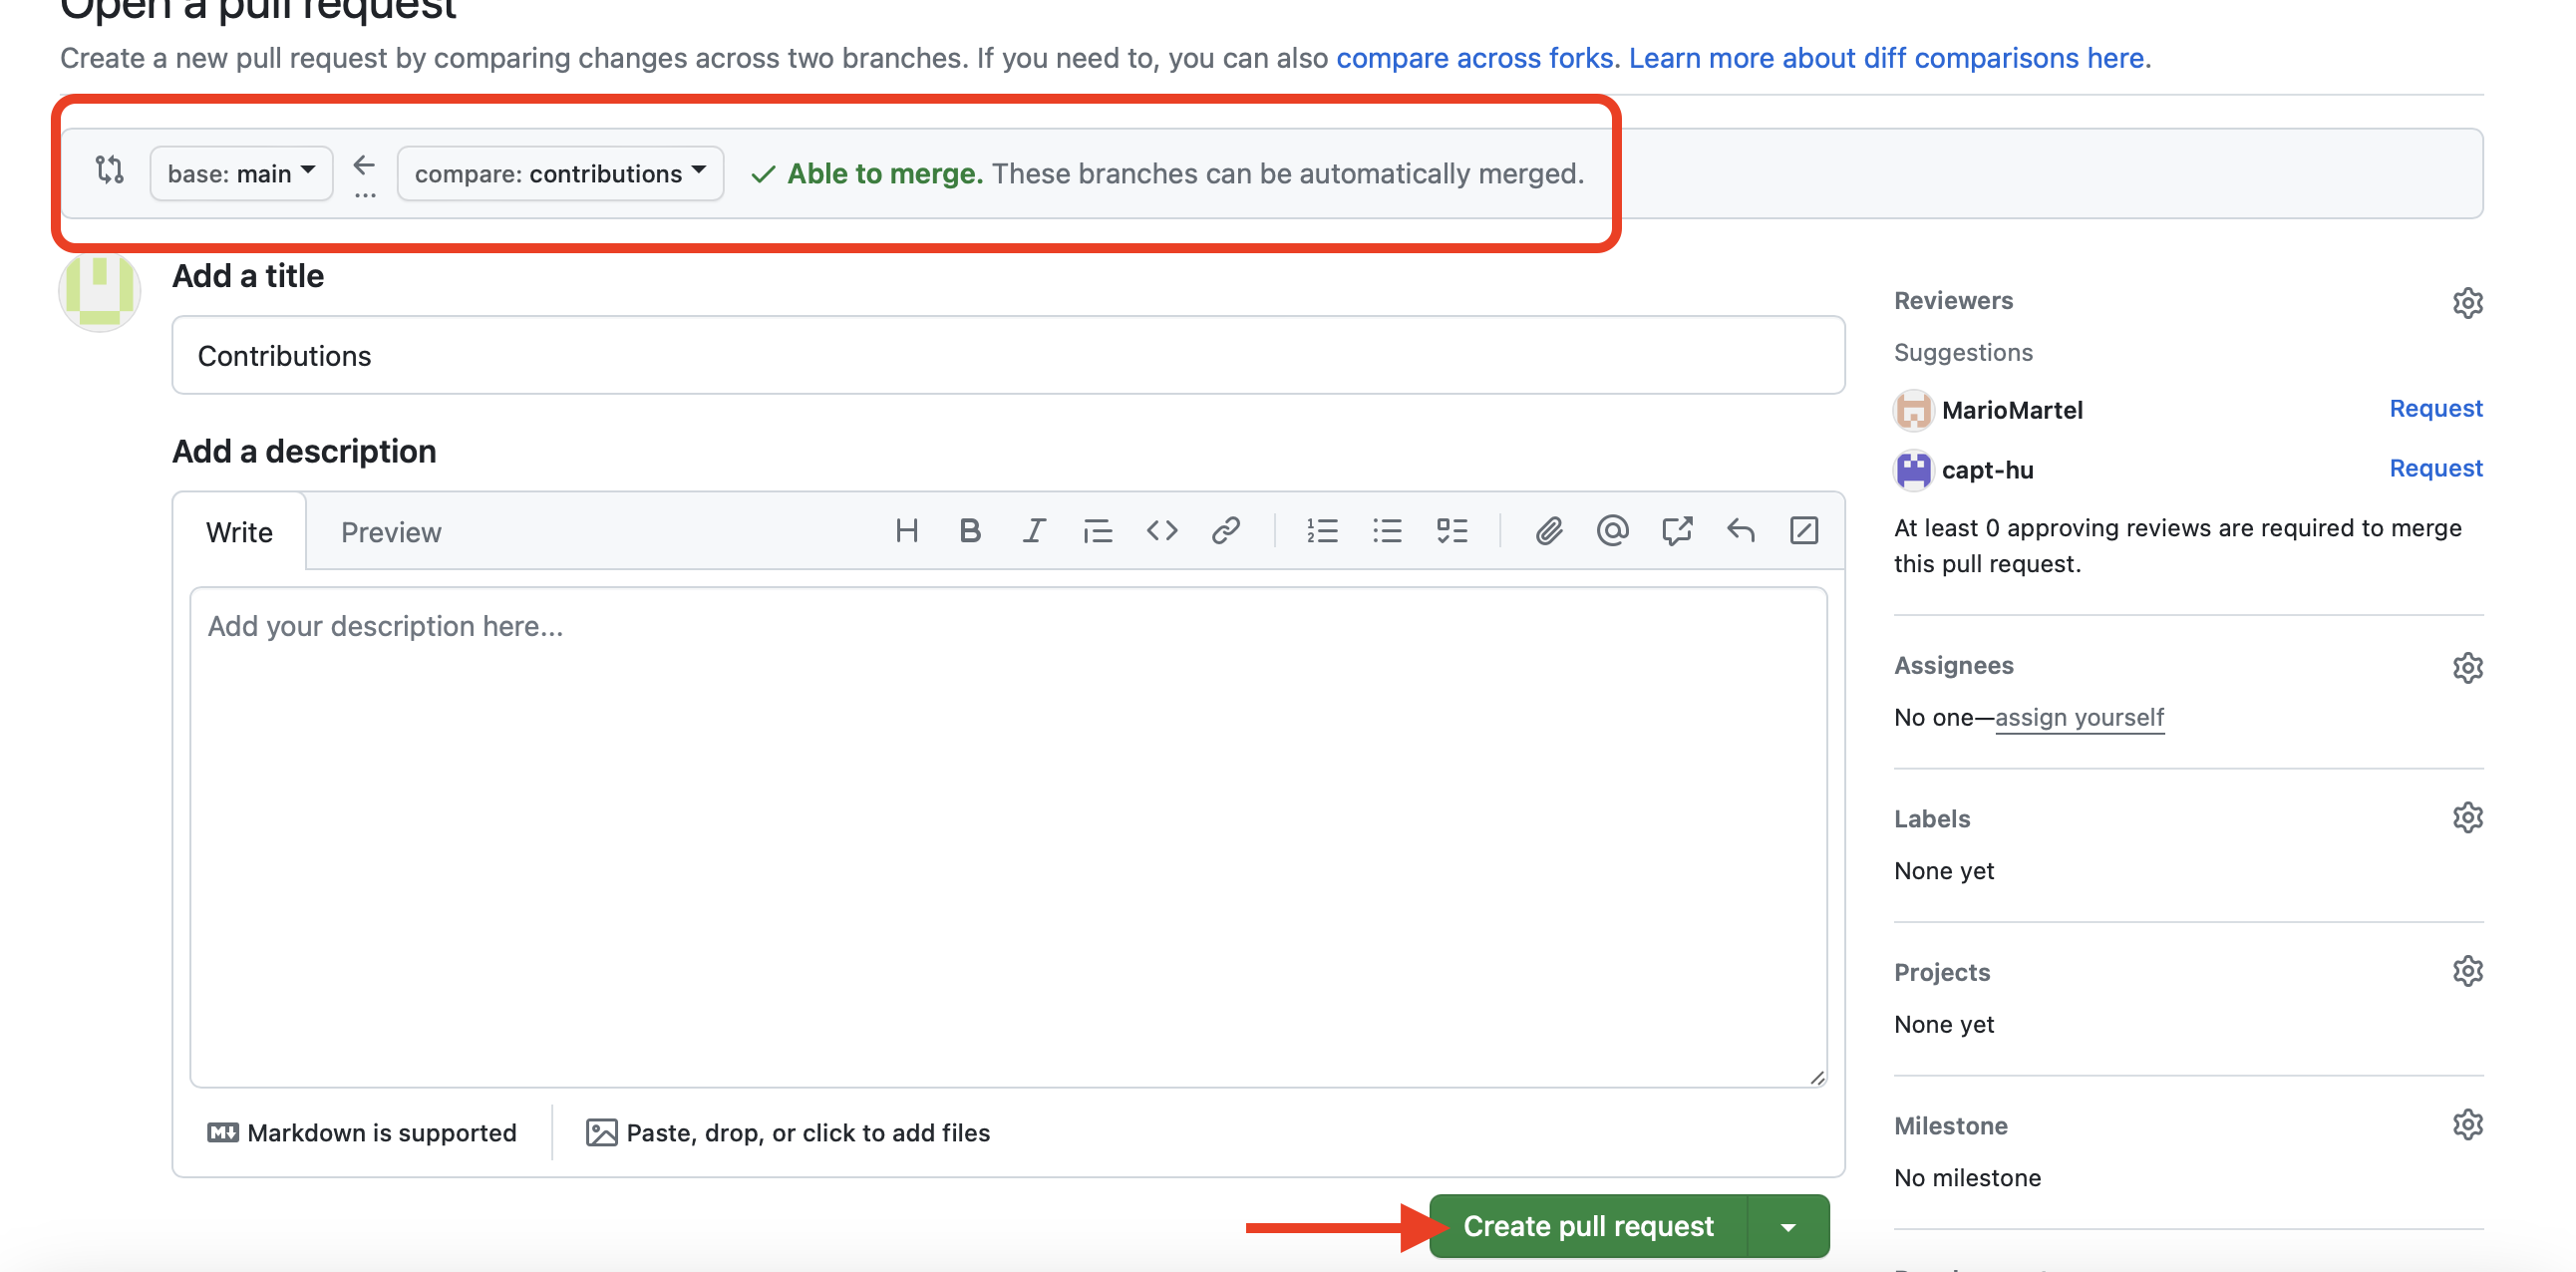 Open a pull request
Create a new pull request by comparing changes across two branches. If you need to, you can also compare across forks. Learn more about diff comparisons here.
base: main ← ... compare: contributions ✓ Able to merge. These branches can be automatically merged.
Add a title
Contributions
Add a description
Write Preview
Add your description here...
Markdown is supported
Paste, drop, or click to add files
Create pull request
Reviewers
Suggestions
MarioMartel Request
capt-hu Request
At least 0 approving reviews are required to merge
this pull request.
Assignees
No one—assign yourself
Labels
None yet
Projects
None yet
Milestone
No milestone